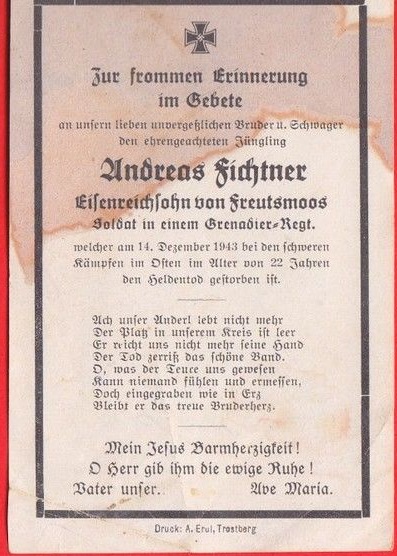 Zur frommen Erinnerung
im Gebete
an unsern lieben unvergeßlichen Bruder u. Schwager
den ehrengeachteten Jüngling
Andreas Fichtner
Eisenreichsohn von Freutsmoos
Soldat in einem Grenadier-Regt.
welcher am 14. Dezember 1943 bei den schweren
Kämpfen im Osten im Alter von 22 Jahren
den Heldentod gestorben ist.
Ach unser Anderl lebt nicht mehr
Der Platz in unserem Kreis ist leer
Er reicht uns nicht mehr seine Hand
Der Tod zerriß das schöne Band.
O, was der Teure uns gewesen
Kann niemand fühlen und ermessen,
Doch eingegraben wie in Erz
Bleibt er das treue Bruderherz.
Mein Jesus Barmherzigkeit!
O Herr gib ihm die ewige Ruhe!
Vater unser. Ave Maria.
Druck: A. Erul, Trostberg